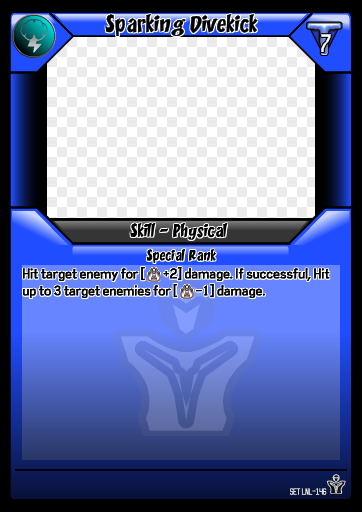 Sparking Divekick
7
Skill - Physical
Special Rank
Hit target enemy for [ +2] damage. If successful, Hit
up to 3 target enemies for [ -1] damage.
SET LNL-146